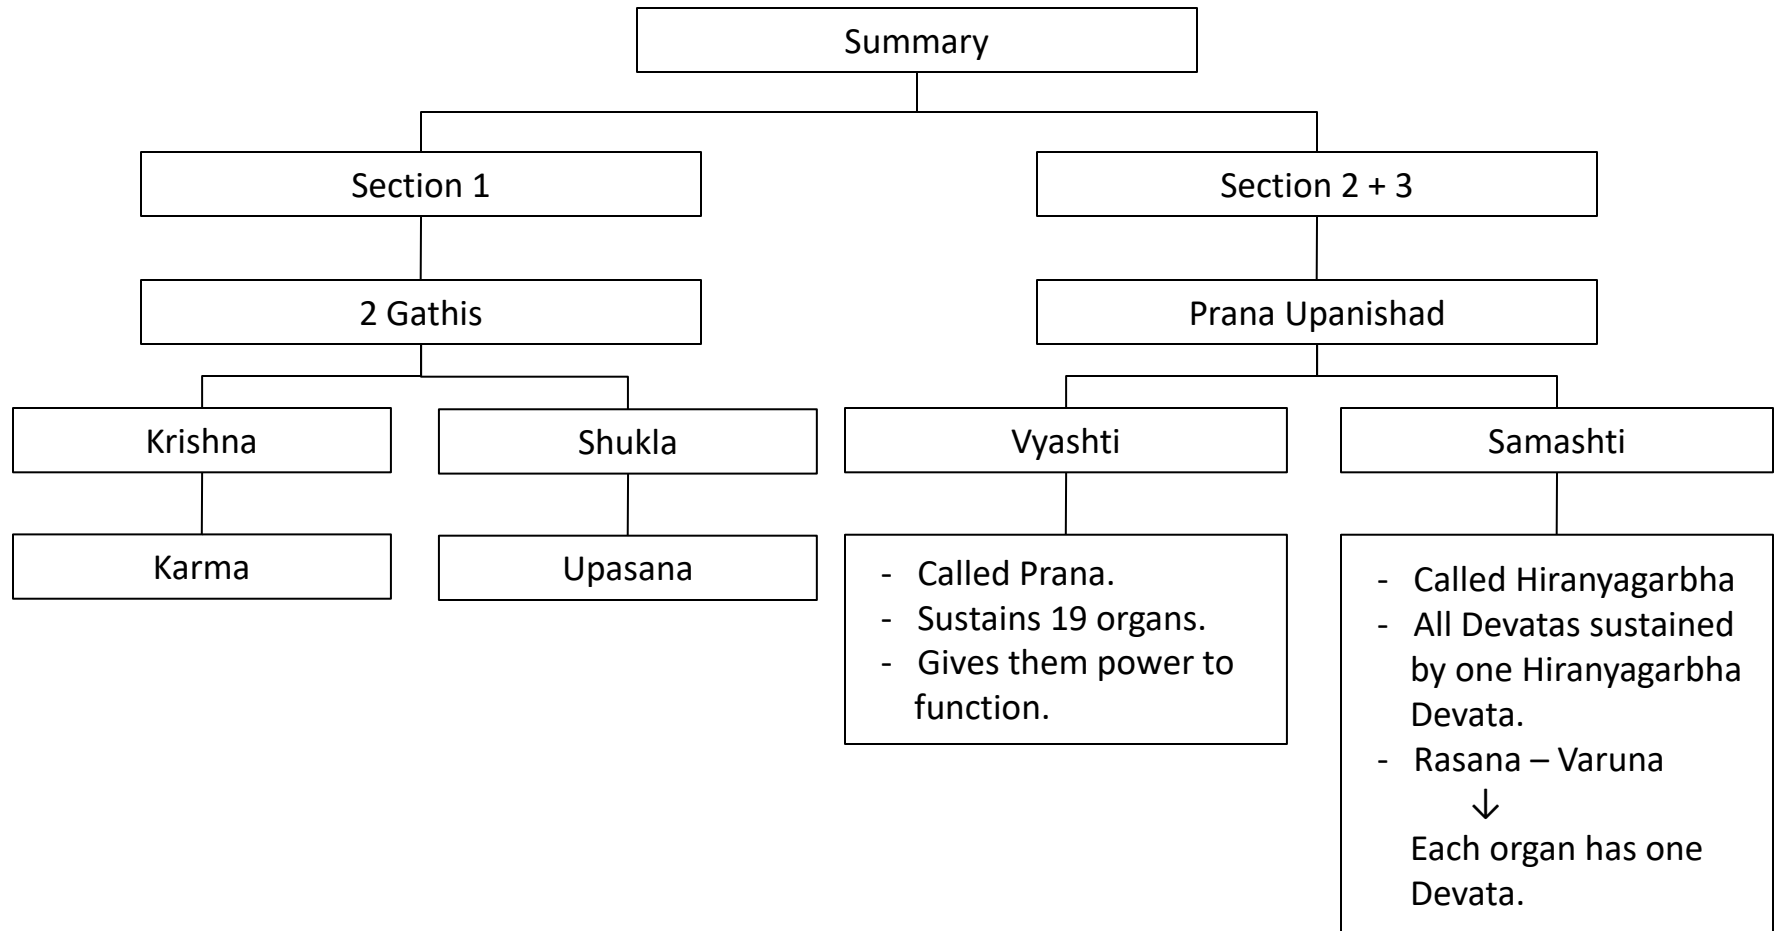 Summary
Section 1
Section 2 + 3
2 Gathis
Prana Upanishad
Krishna
Shukla
Vyashti
Samashti
Karma
Upasana
- Called Prana.
- Sustains 19 organs.
- Gives them power to
function.
- Called Hiranyagarbha
- All Devatas sustained
by one Hiranyagarbha
Devata.
- Rasana – Varuna
↓
Each organ has one
Devata.